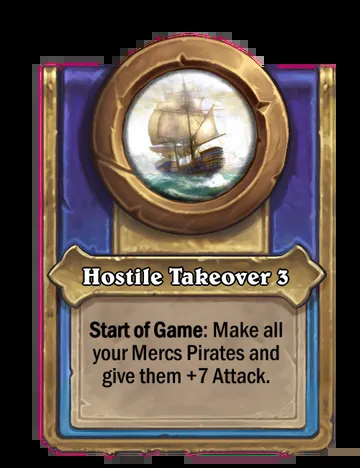 Hostile Takeover 3
Start of Game: Make all
your Mercs Pirates and
give them +7 Attack.